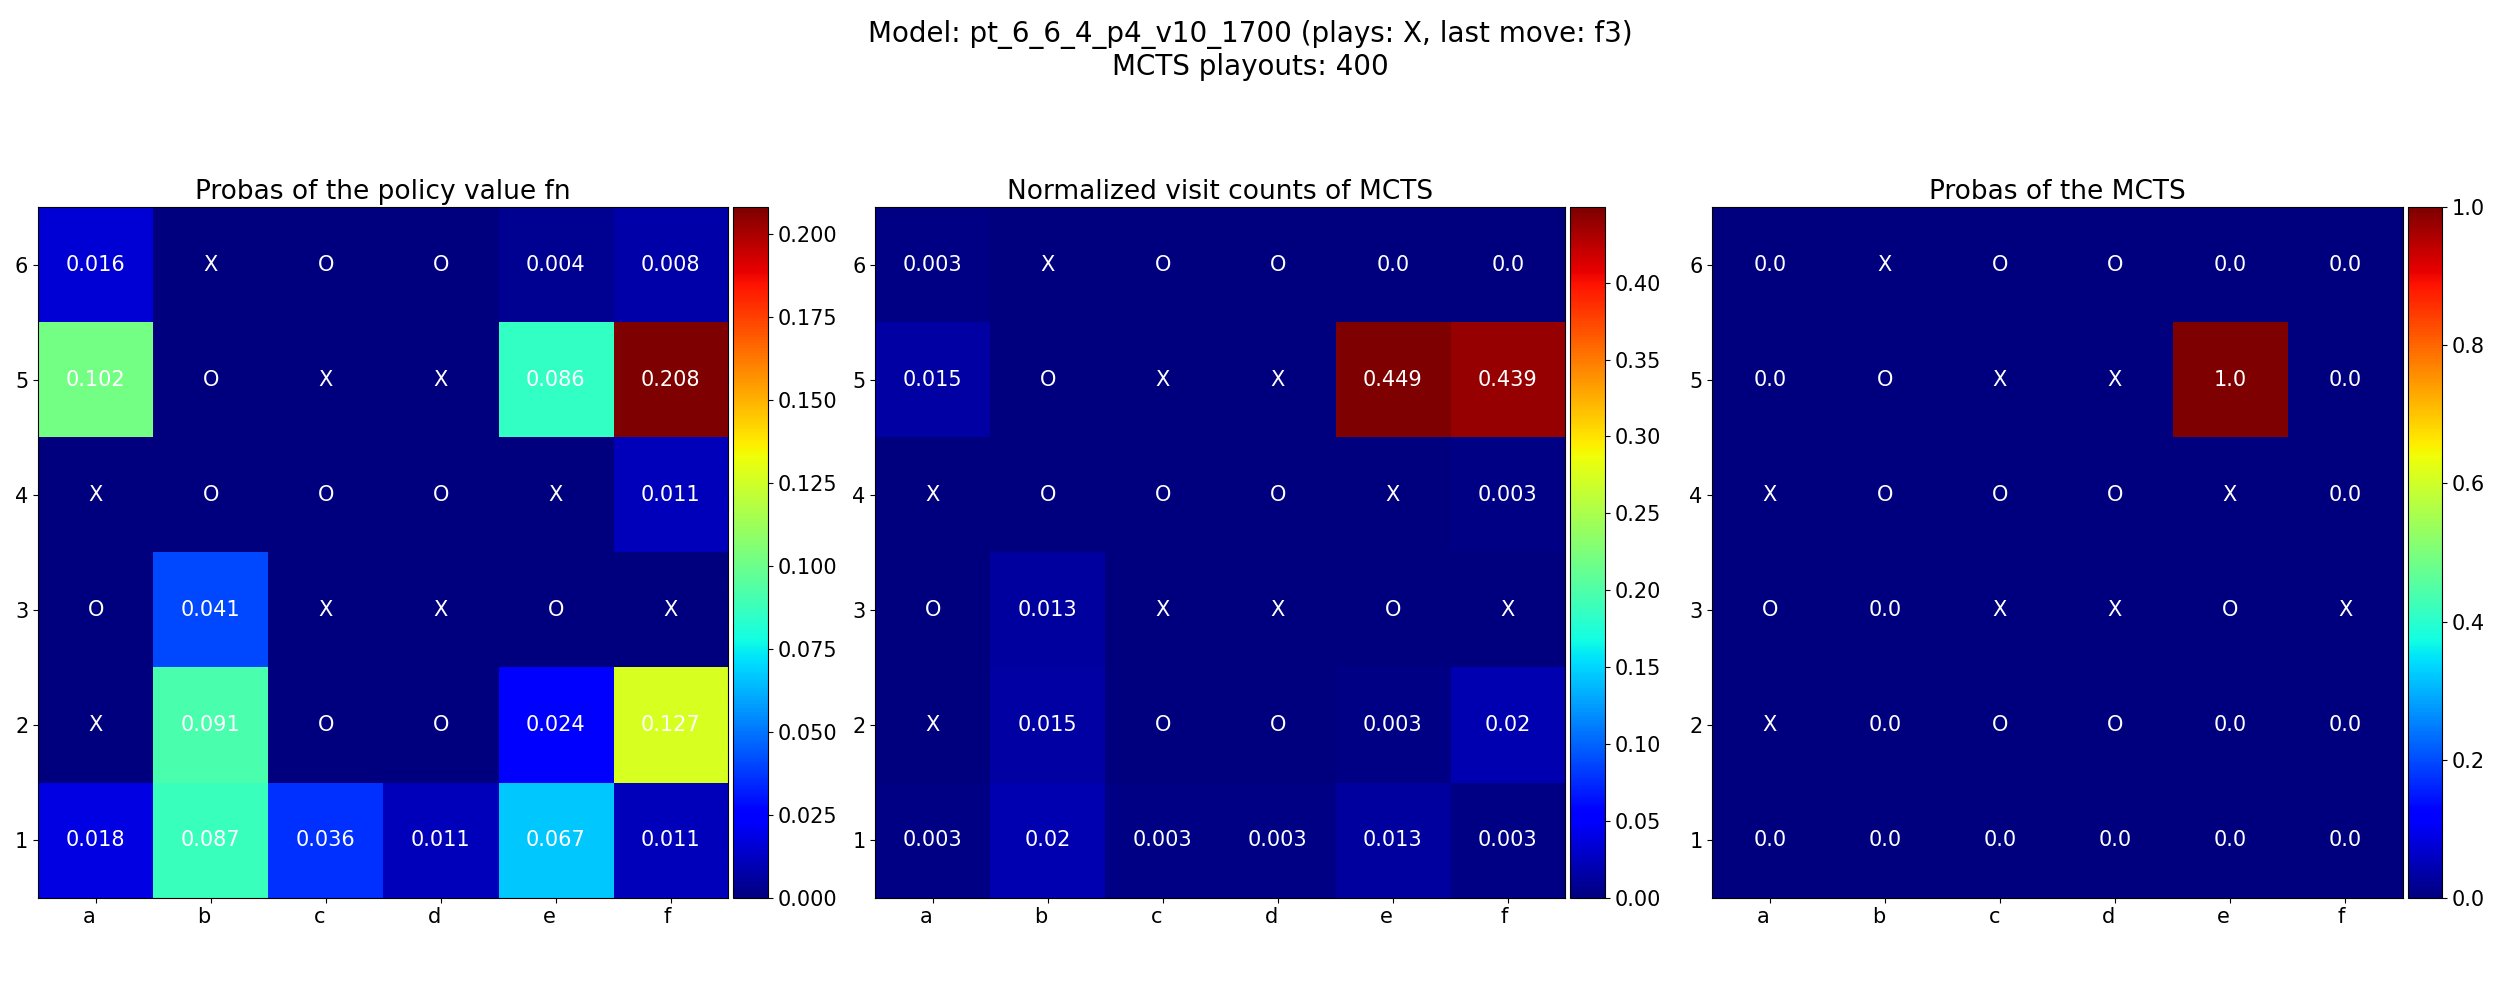 Model: pt_6_6_4_p4_v10_1700 (plays: X, last move: f3)
MCTS playouts: 400
Probas of the policy value fn
6 0.016 X O O 0.004 0.008
5 0.102 O X X 0.086 0.208
4 X O O O X 0.011
3 O 0.041 X X O X
2 X 0.091 O O 0.024 0.127
1 0.018 0.087 0.036 0.011 0.067 0.011
a b c d e f
0.200
0.175
0.150
0.125
0.100
0.075
0.050
0.025
0.000
Normalized visit counts of MCTS
6 0.003 X O O 0.0 0.0
5 0.015 O X X 0.449 0.439
4 X O O O X 0.003
3 O 0.013 X X O X
2 X 0.015 O O 0.003 0.02
1 0.003 0.02 0.003 0.003 0.013 0.003
a b c d e f
0.40
0.35
0.30
0.25
0.20
0.15
0.10
0.05
0.00
Probas of the MCTS
6 0.0 X O O 0.0 0.0
5 0.0 O X X 1.0 0.0
4 X O O O X 0.0
3 O 0.0 X X O X
2 X 0.0 O O 0.0 0.0
1 0.0 0.0 0.0 0.0 0.0 0.0
a b c d e f
1.0
0.8
0.6
0.4
0.2
0.0